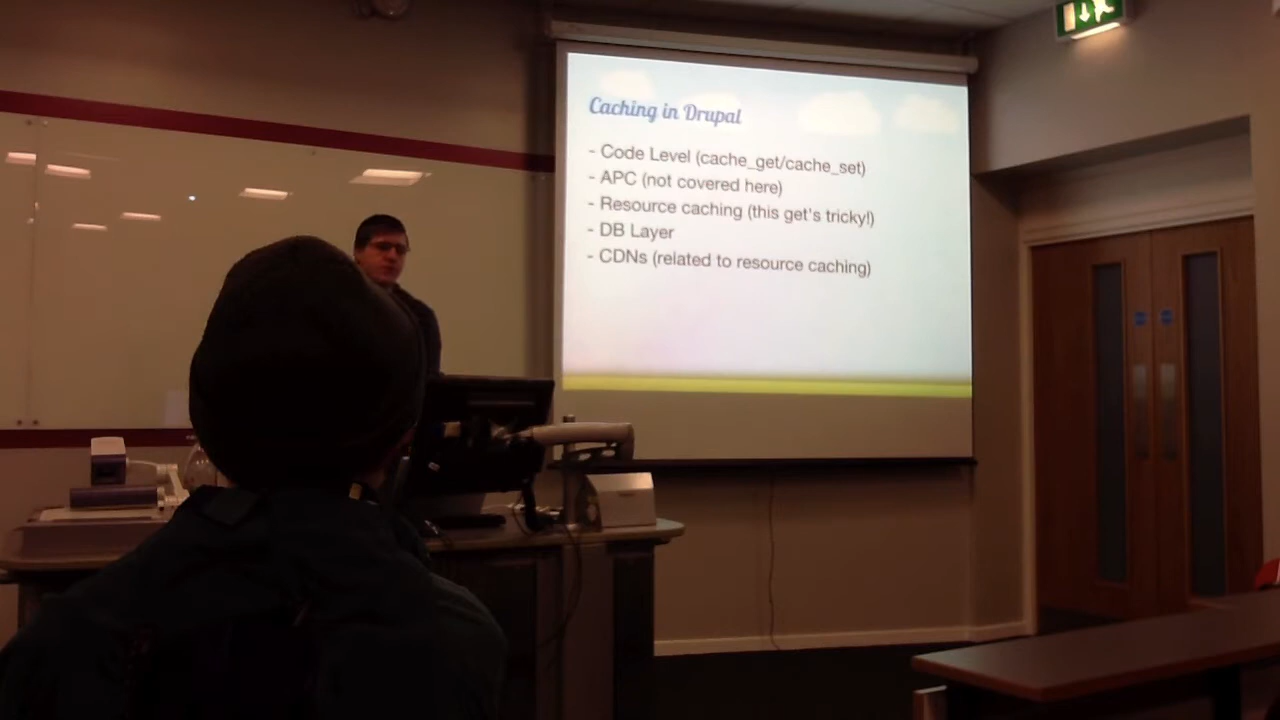 Caching in Drupal
- Code Level (cache_get/cache_set)
- APC (not covered here)
- Resource caching (this get's tricky!)
- DB Layer
- CDNs (related to resource caching)